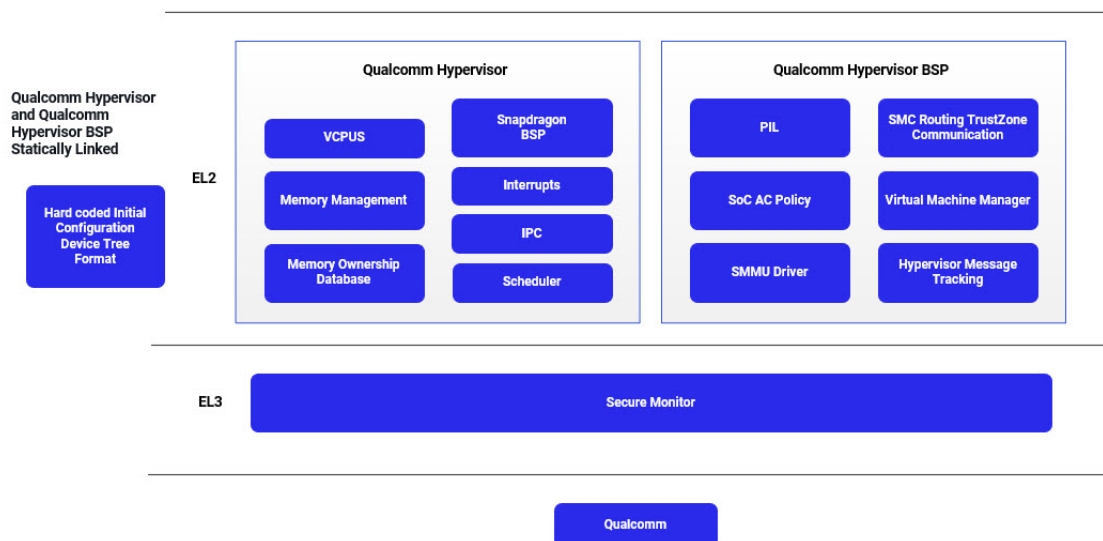 Qualcomm Hypervisor
and Qualcomm
Hypervisor BSP
Statically Linked
Hard coded Initial
Configuration
Device Tree
Format
EL2
Qualcomm Hypervisor
VCPUS
Memory Management
Memory Ownership
Database
Snapdragon
BSP
Interrupts
IPC
Scheduler
Qualcomm Hypervisor BSP
PIL
SoC AC Policy
SMMU Driver
SMC Routing TrustZone
Communication
Virtual Machine Manager
Hypervisor Message
Tracking
EL3
Secure Monitor
Qualcomm